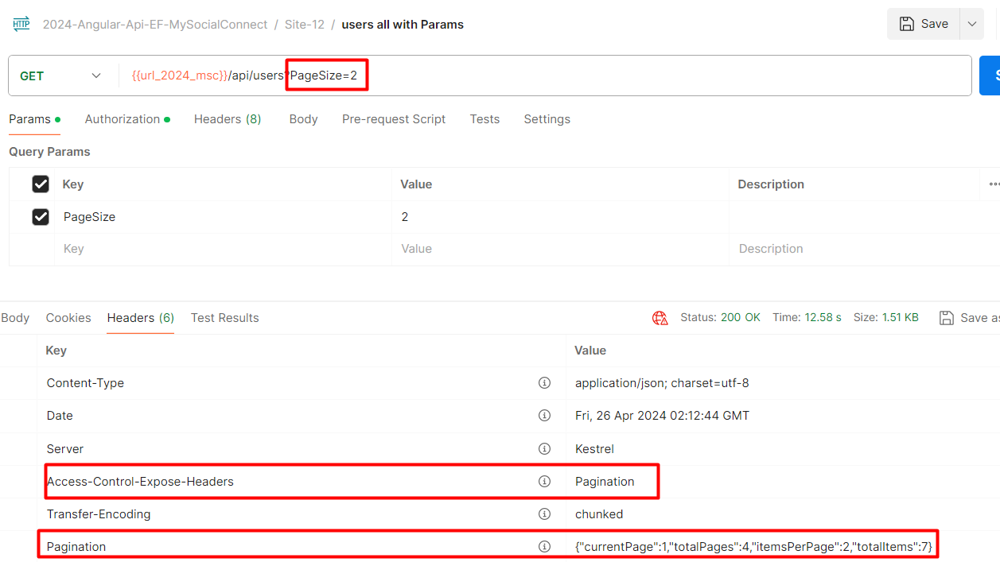 HTTP 2024-Angular-Api-EF-MySocialConnect / Site-12 / users all with Params Save
GET {{url_2024_msc}}/api/users?PageSize=2 S
Params Authorization Headers (8) Body Pre-request Script Tests Settings
Query Params
Key Value Description
PageSize 2
Key Value Description
Body Cookies Headers (6) Test Results Status: 200 OK Time: 12.58 s Size: 1.51 KB Save as
Key Value
Content-Type application/json; charset=utf-8
Date Fri, 26 Apr 2024 02:12:44 GMT
Server Kestrel
Access-Control-Expose-Headers Pagination
Transfer-Encoding chunked
Pagination {"currentPage":1,"totalPages":4,"itemsPerPage":2,"totalItems":7}